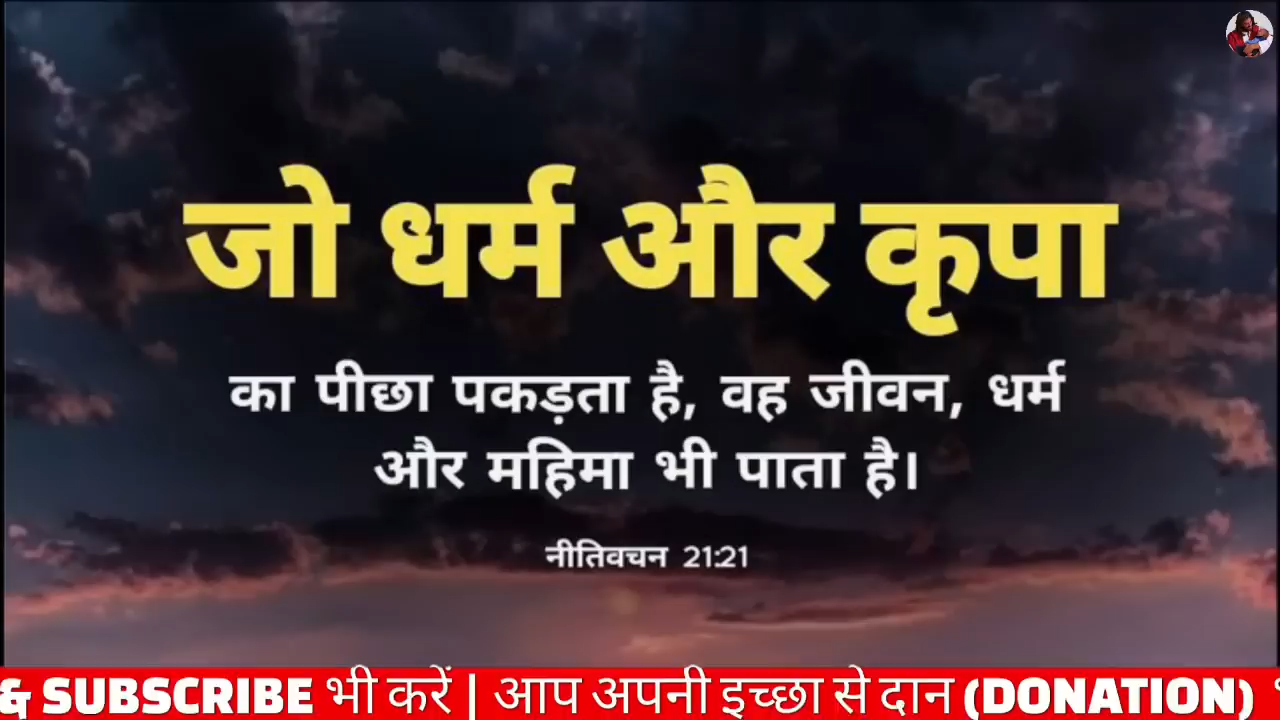 जो धर्म और कृपा
का पीछा पकड़ता है, वह जीवन, धर्म
और महिमा भी पाता है।
नीतिवचन 21:21
& SUBSCRIBE भी करें | आप अपनी इच्छा से दान (DONATION)